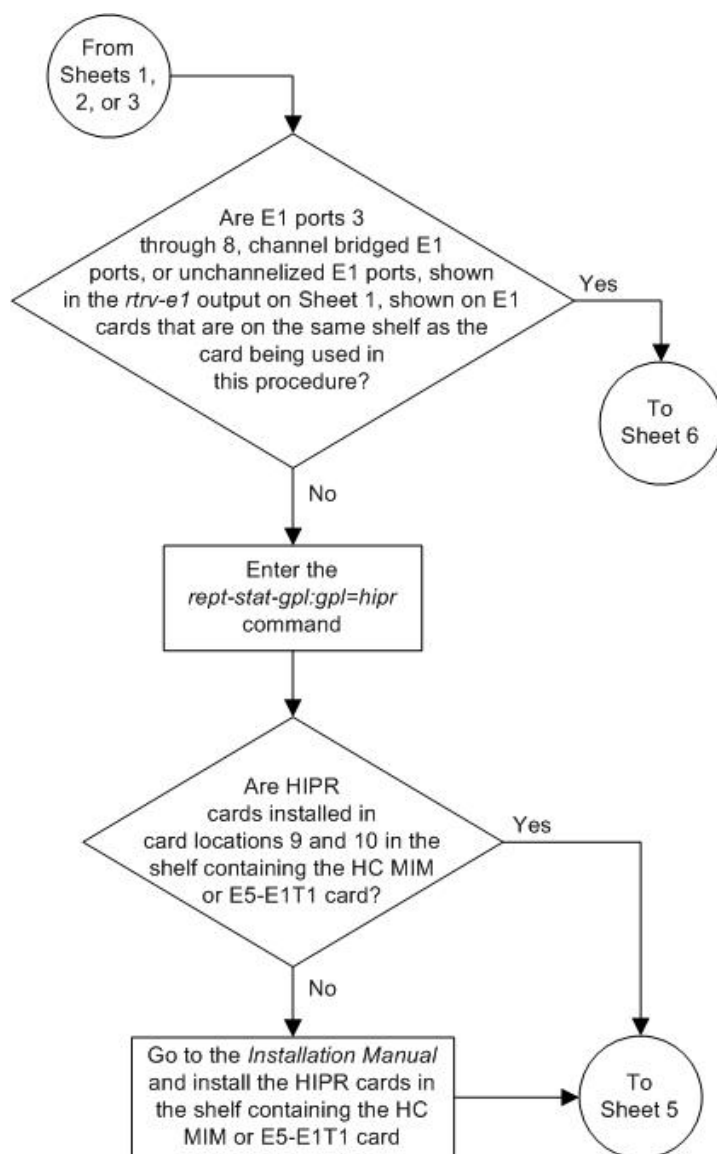 From
Sheets 1,
2, or 3
Are E1 ports 3
through 8, channel bridged E1
ports, or unchannelized E1 ports, shown
in the rtrv-e1 output on Sheet 1, shown on E1
cards that are on the same shelf as the
card being used in
this procedure?
Yes
To
Sheet 6
No
Enter the
rept-stat-gpl:gpl=hipr
command
Are HIPR
cards installed in
card locations 9 and 10 in the
shelf containing the HC MIM
or E5-E1T1 card?
Yes
No
Go to the Installation Manual
and install the HIPR cards in
the shelf containing the HC
MIM or E5-E1T1 card
To
Sheet 5